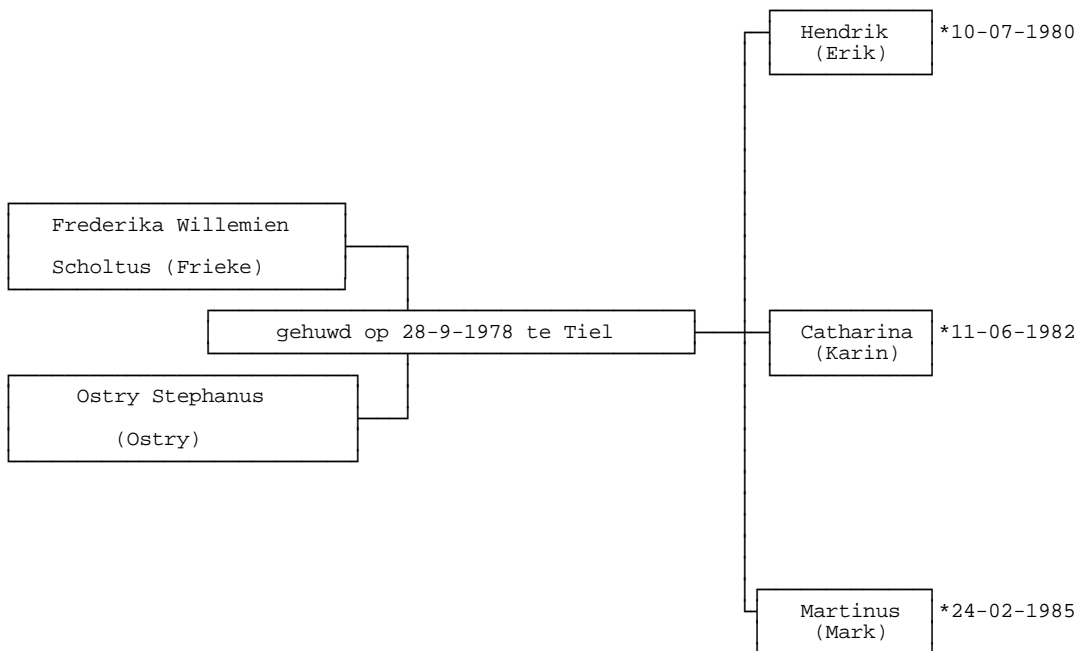 Hendrik *10-07-1980
(Erik)
Frederika Willemien
Scholtus (Frieke)
gehuwd op 28-9-1978 te Tiel
Catharina *11-06-1982
(Karin)
Ostry Stephanus
(Ostry)
Martinus *24-02-1985
(Mark)